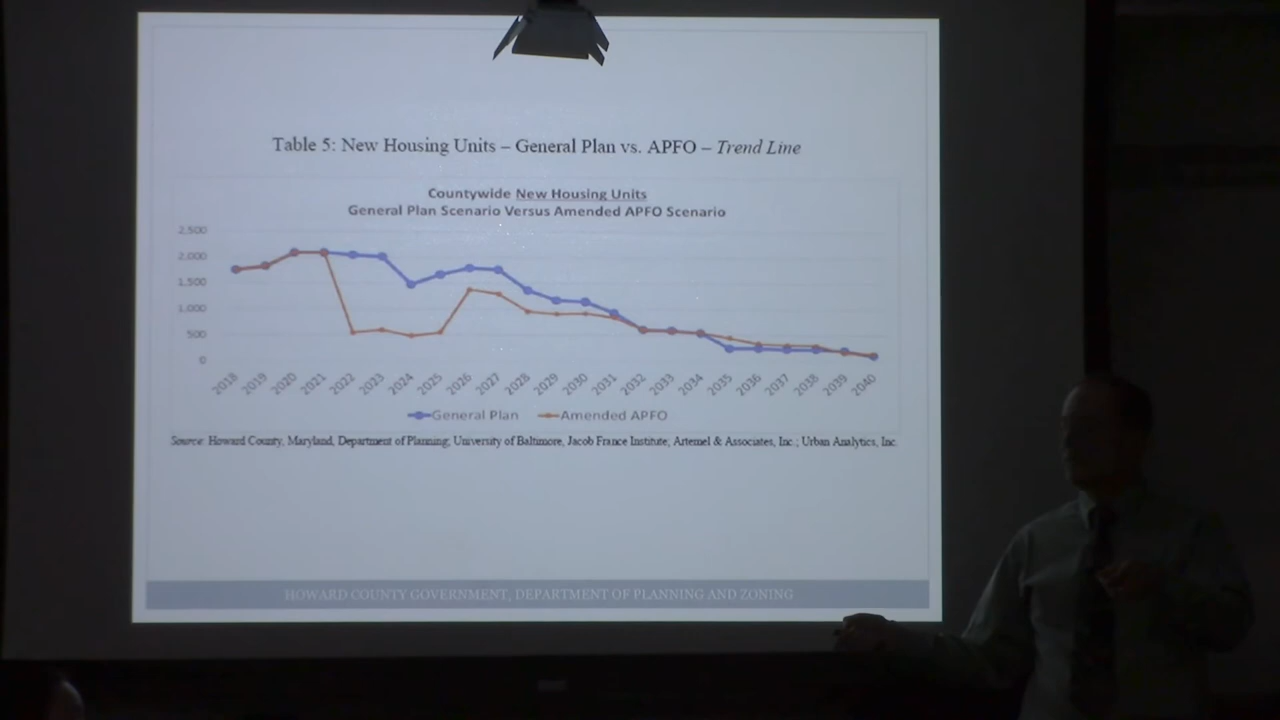 Table 5: New Housing Units – General Plan vs. APFO – Trend Line
Countywide New Housing Units
General Plan Scenario Versus Amended APFO Scenario
2,500
2,000
1,500
1,000
500
0
2018 2019 2020 2021 2022 2023 2024 2025 2026 2027 2028 2029 2030 2031 2032 2033 2034 2035 2036 2037 2038 2039 2040
General Plan Amended APFO
Source: Howard County, Maryland, Department of Planning; University of Baltimore, Jacob France Institute; Artemel & Associates, Inc.; Urban Analytics, Inc.
HOWARD COUNTY GOVERNMENT, DEPARTMENT OF PLANNING AND ZONING